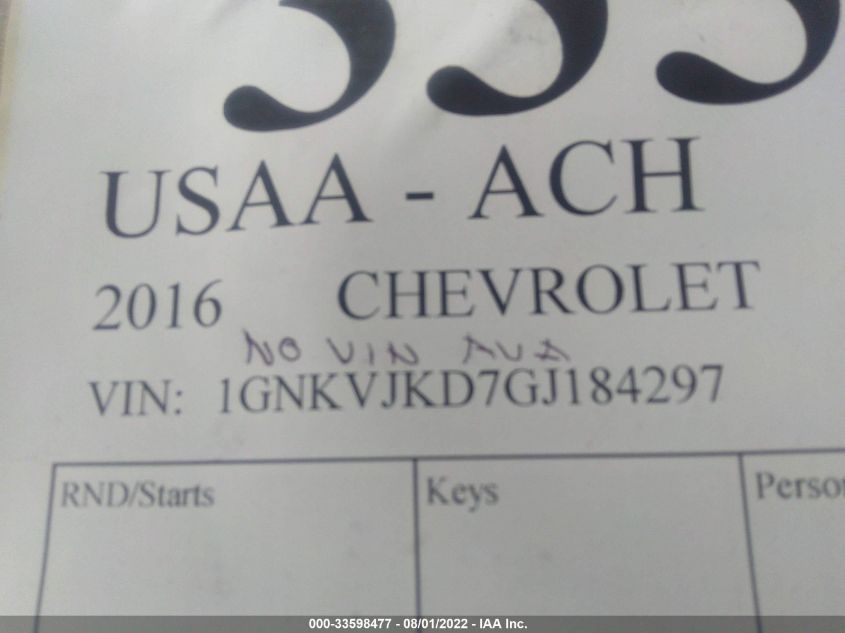 USAA - ACH
2016 CHEVROLET
NO VIN AVA
VIN: 1GNKVJKD7GJ184297
RND/Starts Keys
000-33598477 - 08/01/2022 - IAA Inc.